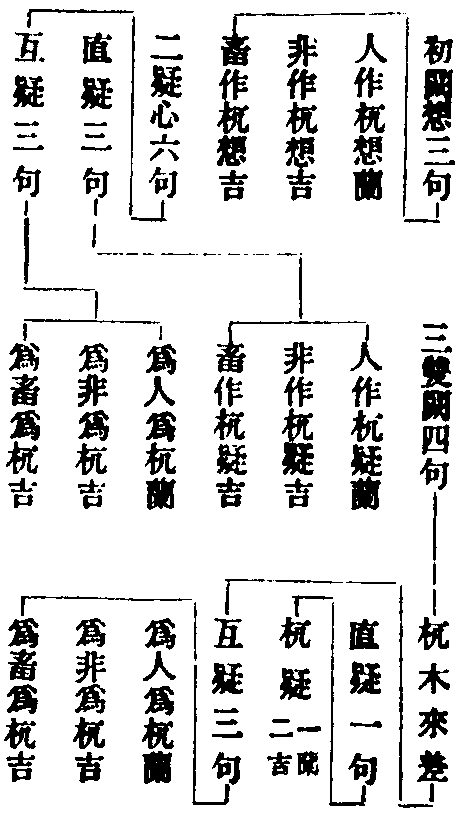 初闕想三句
人作杌想蘭
非作杌想吉
畜作杌想吉
二疑心六句
直疑三句
互疑三句
人作杌疑蘭
非作杌疑吉
畜作杌疑吉
爲人爲杌蘭
爲非爲杌吉
爲畜爲杌吉
三雙闕四句
杌木來差
直疑一句
杌疑一蘭二吉
互疑三句
爲人爲杌蘭
爲非爲杌吉
爲畜爲杌吉